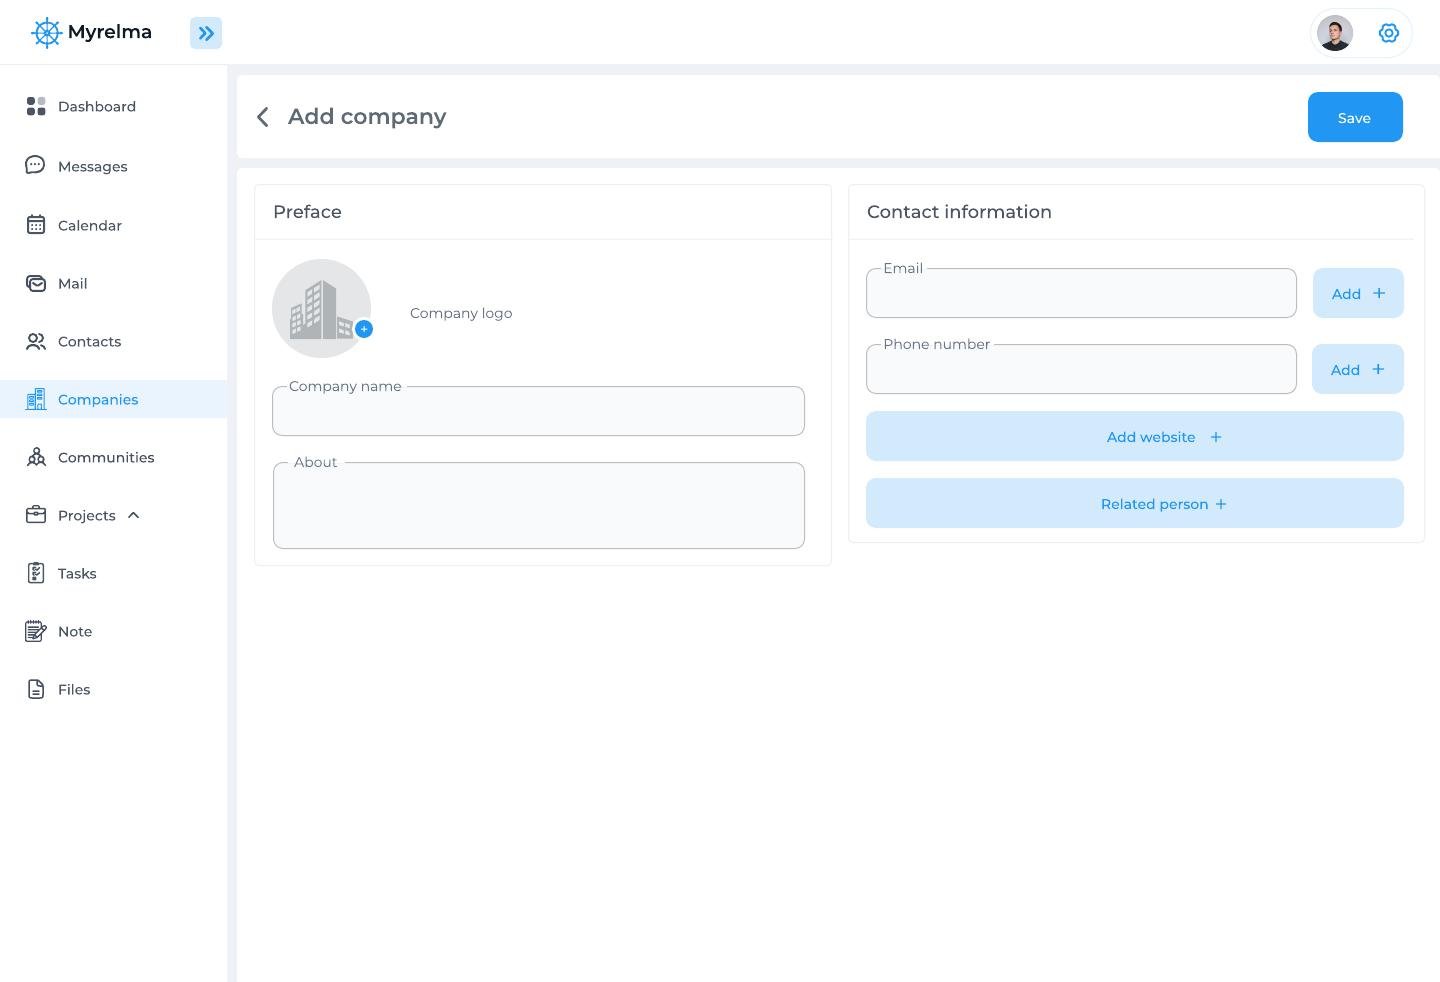 Myrelma
Dashboard
Messages
Calendar
Mail
Contacts
Companies
Communities
Projects
Tasks
Note
Files
Add company
Save
Preface
Company logo
Company name
About
Contact information
Email
Add +
Phone number
Add +
Add website +
Related person +